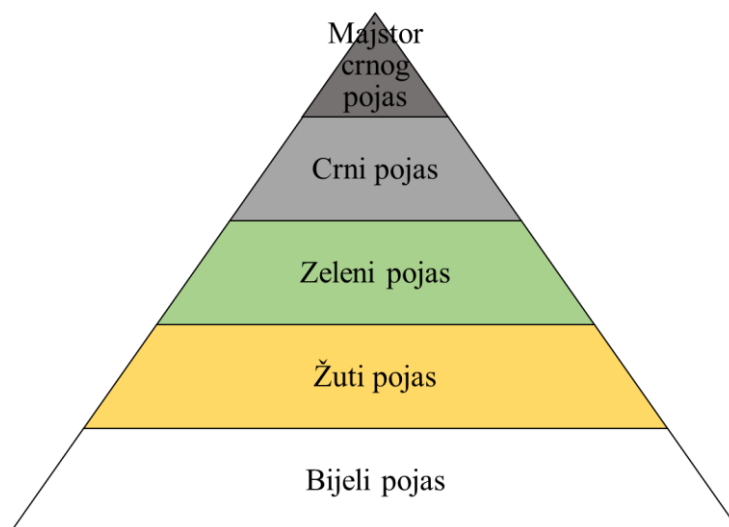 Majstor
crnog
pojas
Crni pojas
Zeleni pojas
Žuti pojas
Bijeli pojas